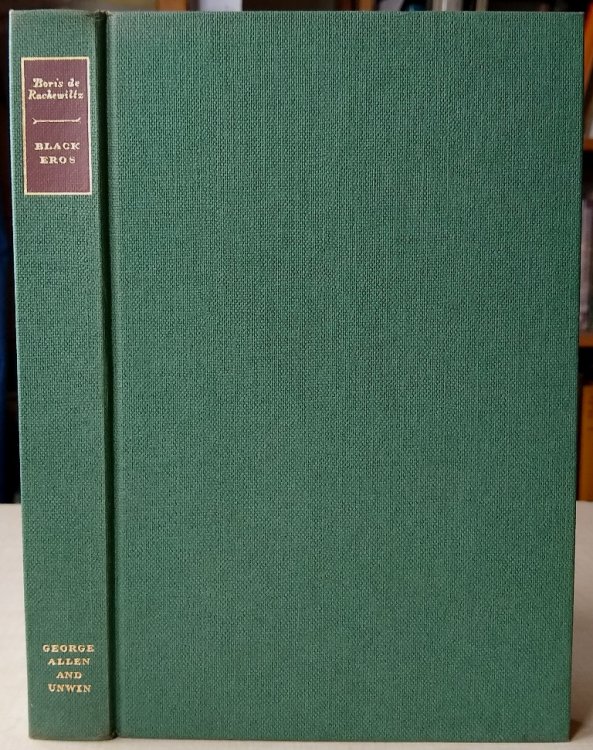 Boris de
Rachewiltz
BLACK
EROS
GEORGE
ALLEN
AND
UNWIN